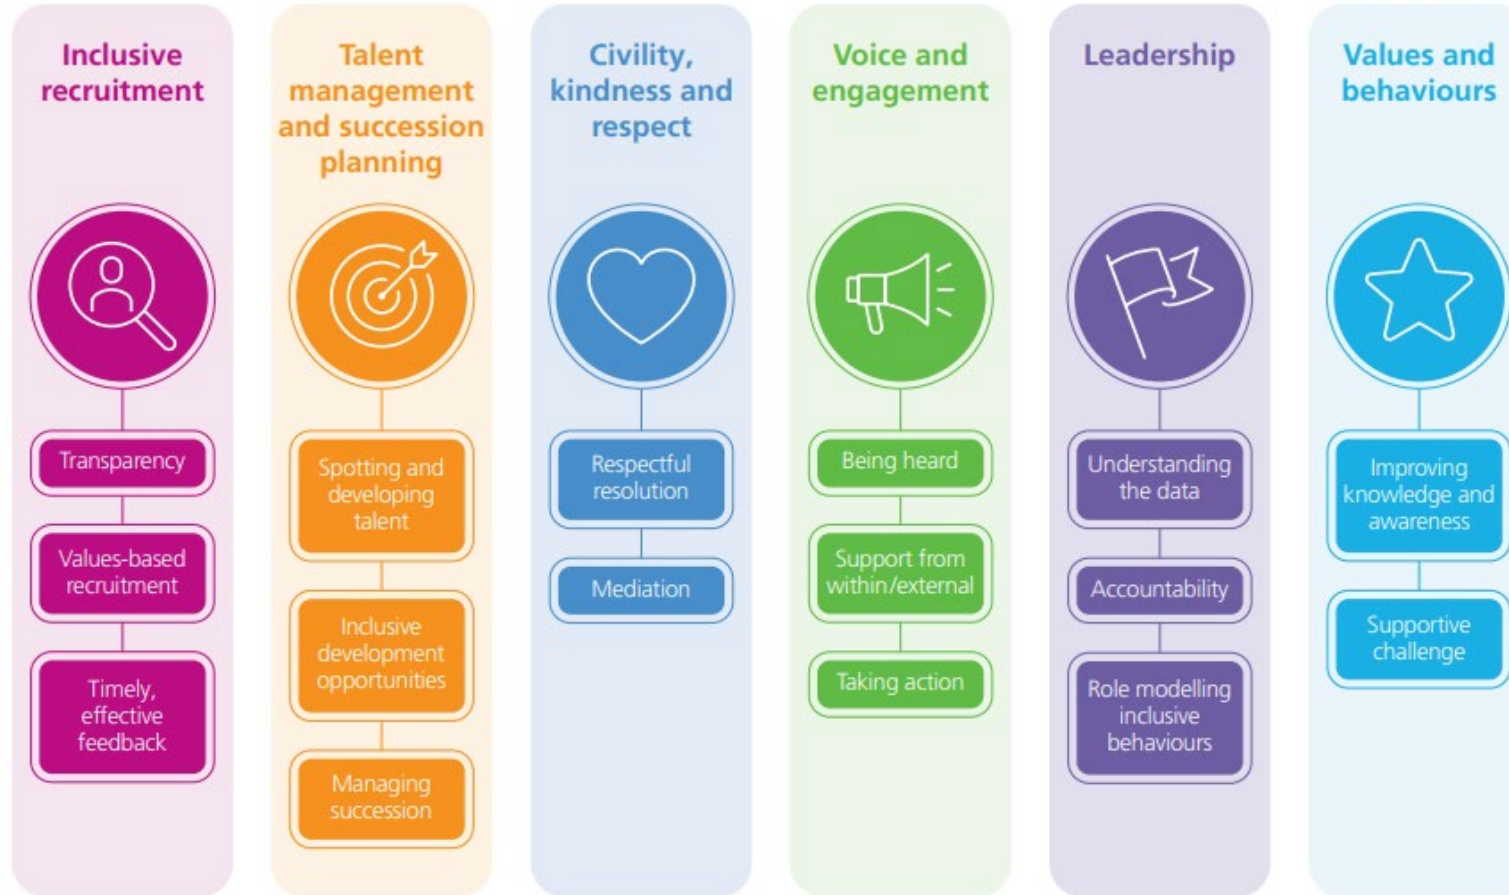 Inclusive
recruitment
Transparency
Values-based
recruitment
Timely,
effective
feedback
Talent
management
and succession
planning
Spotting and
developing
talent
Inclusive
development
opportunities
Managing
succession
Civility,
kindness and
respect
Respectful
resolution
Mediation
Voice and
engagement
Being heard
Support from
within/external
Taking action
Leadership
Understanding
the data
Accountability
Role modelling
inclusive
behaviours
Values and
behaviours
Improving
knowledge and
awareness
Supportive
challenge